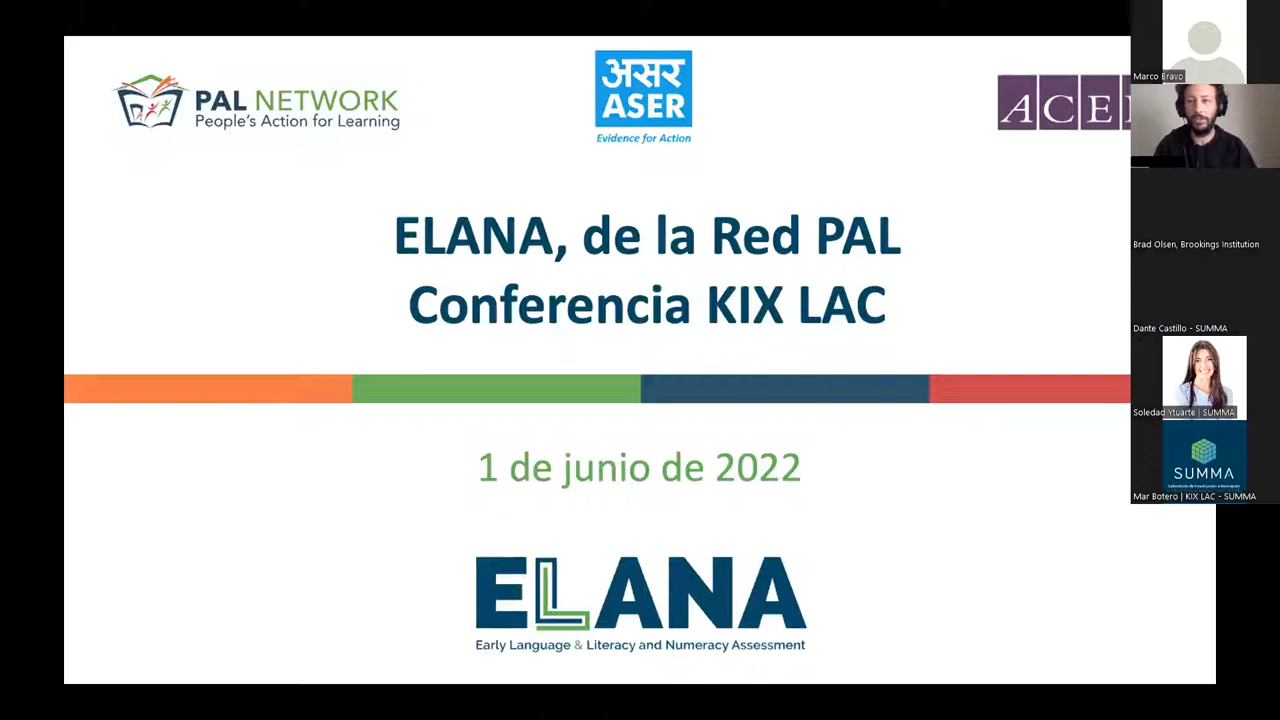 PAL NETWORK
People's Action for Learning
असर
ASER
Evidence for Action
ACE
ELANA, de la Red PAL
Conferencia KIX LAC
1 de junio de 2022
ELANA
Early Language & Literacy and Numeracy Assessment
Marco Bravo
Brad Olsen, Brookings Institution
Dante Castillo - SUMMA
Soledad Ytuarte | SUMMA
SUMMA
Mar Botero | KIX LAC - SUMMA